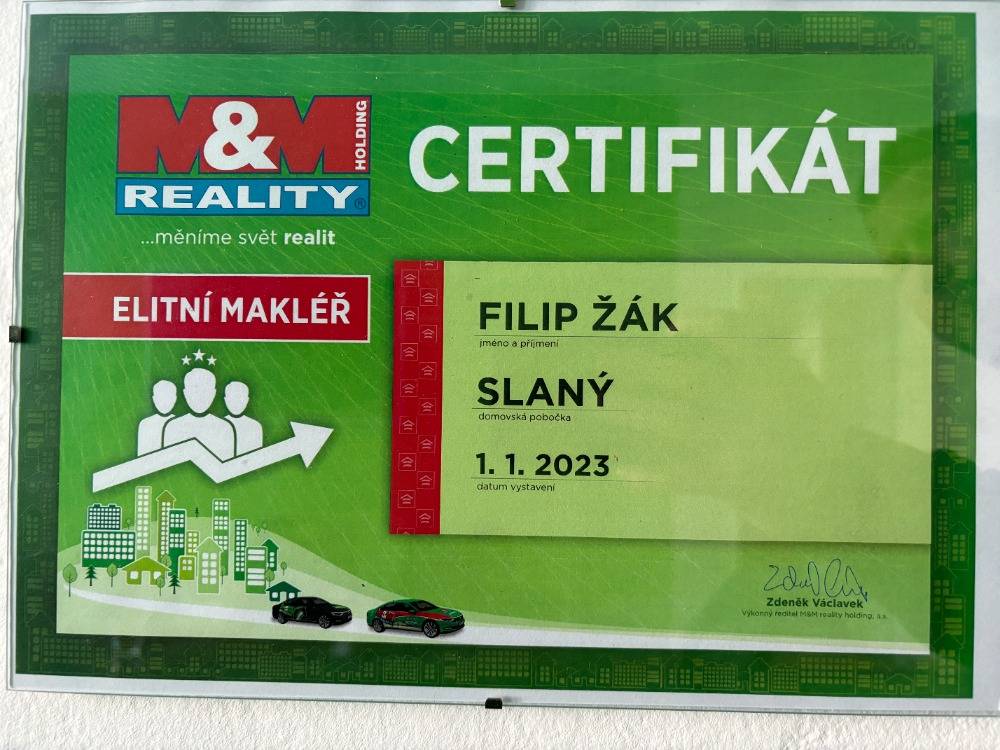 M&M
HOLDING
REALITY®
...měníme svět realit
CERTIFIKÁT
ELITNÍ MAKLÉŘ
FILIP ŽÁK
jméno a příjmení
SLANÝ
domovská pobočka
1. 1. 2023
datum vystavení
Zdeněk Václavek
Výkonný ředitel M&M reality holding, a.s.